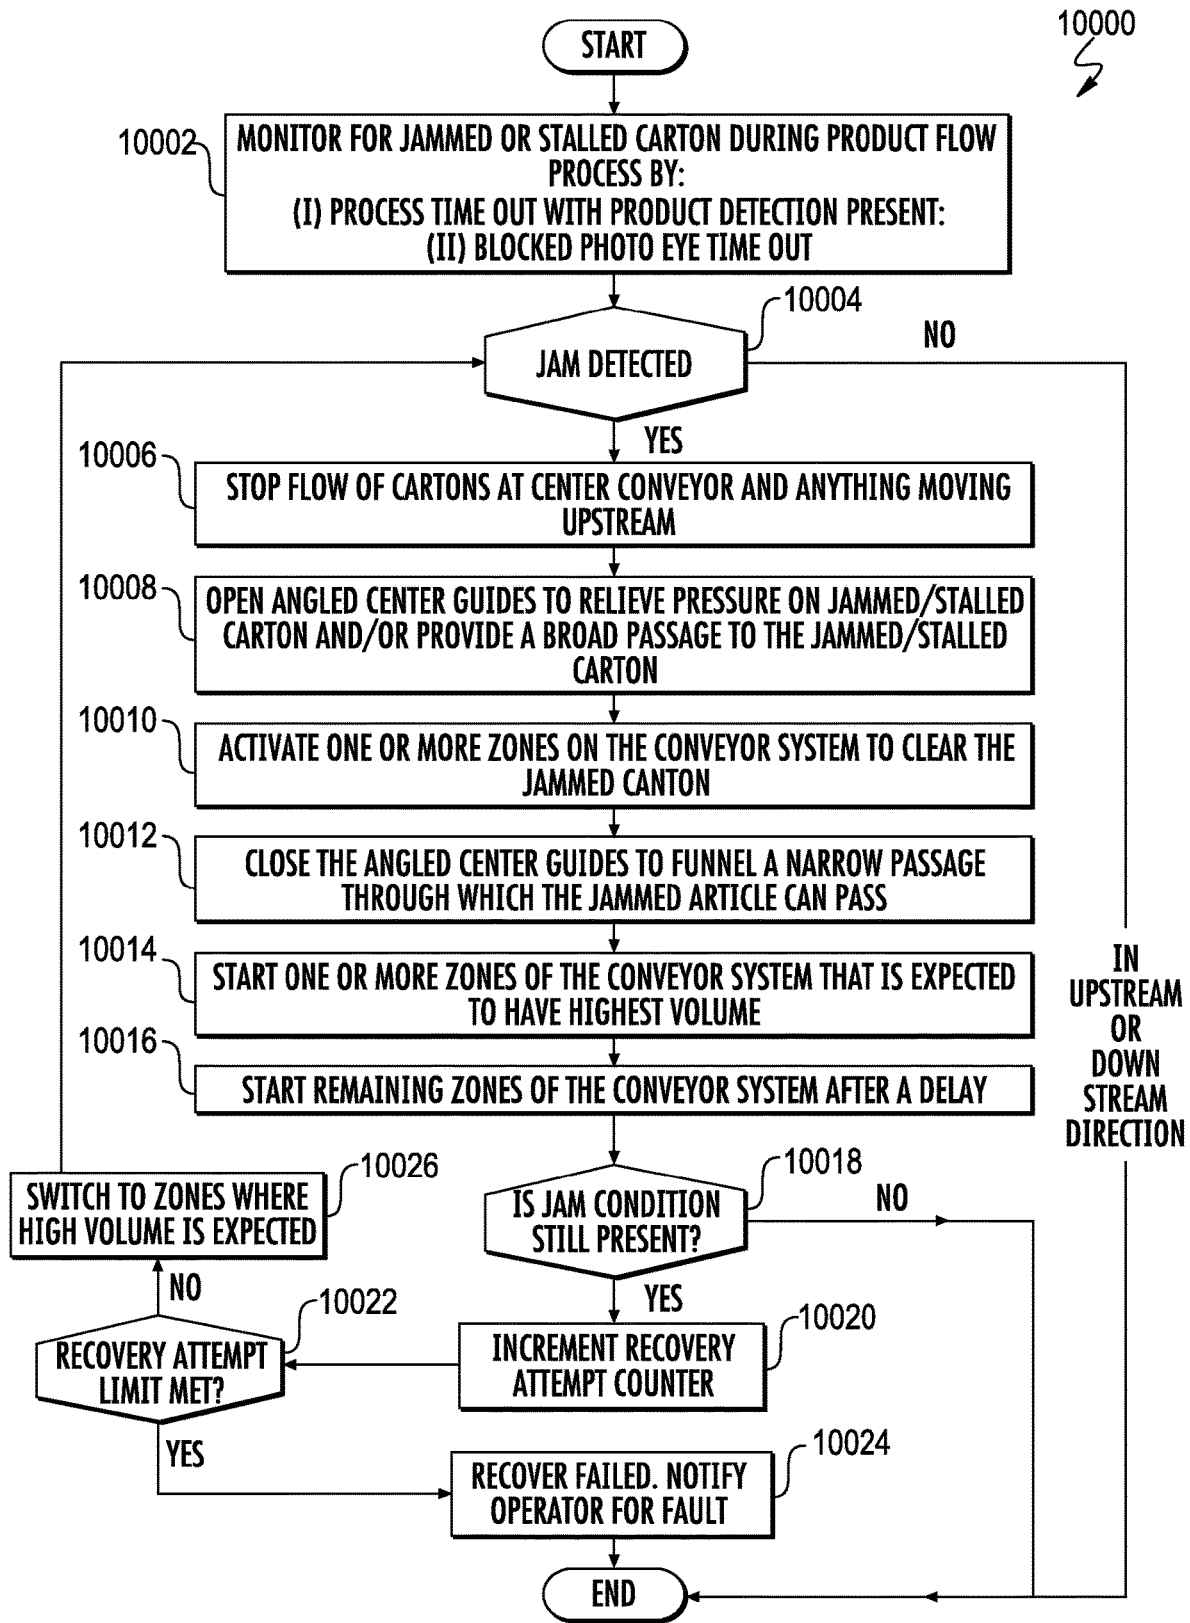 10000
START
10002
MONITOR FOR JAMMED OR STALLED CARTON DURING PRODUCT FLOW
PROCESS BY:
(I) PROCESS TIME OUT WITH PRODUCT DETECTION PRESENT:
(II) BLOCKED PHOTO EYE TIME OUT
10004
JAM DETECTED
NO
YES
10006
STOP FLOW OF CARTONS AT CENTER CONVEYOR AND ANYTHING MOVING
UPSTREAM
10008
OPEN ANGLED CENTER GUIDES TO RELIEVE PRESSURE ON JAMMED/STALLED
CARTON AND/OR PROVIDE A BROAD PASSAGE TO THE JAMMED/STALLED
CARTON
10010
ACTIVATE ONE OR MORE ZONES ON THE CONVEYOR SYSTEM TO CLEAR THE
JAMMED CANTON
10012
CLOSE THE ANGLED CENTER GUIDES TO FUNNEL A NARROW PASSAGE
THROUGH WHICH THE JAMMED ARTICLE CAN PASS
10014
START ONE OR MORE ZONES OF THE CONVEYOR SYSTEM THAT IS EXPECTED
TO HAVE HIGHEST VOLUME
10016
START REMAINING ZONES OF THE CONVEYOR SYSTEM AFTER A DELAY
IN
UPSTREAM
OR
DOWN
STREAM
DIRECTION
10018
IS JAM CONDITION
STILL PRESENT?
NO
YES
10020
INCREMENT RECOVERY
ATTEMPT COUNTER
10022
RECOVERY ATTEMPT
LIMIT MET?
NO
10026
SWITCH TO ZONES WHERE
HIGH VOLUME IS EXPECTED
YES
10024
RECOVER FAILED. NOTIFY
OPERATOR FOR FAULT
END